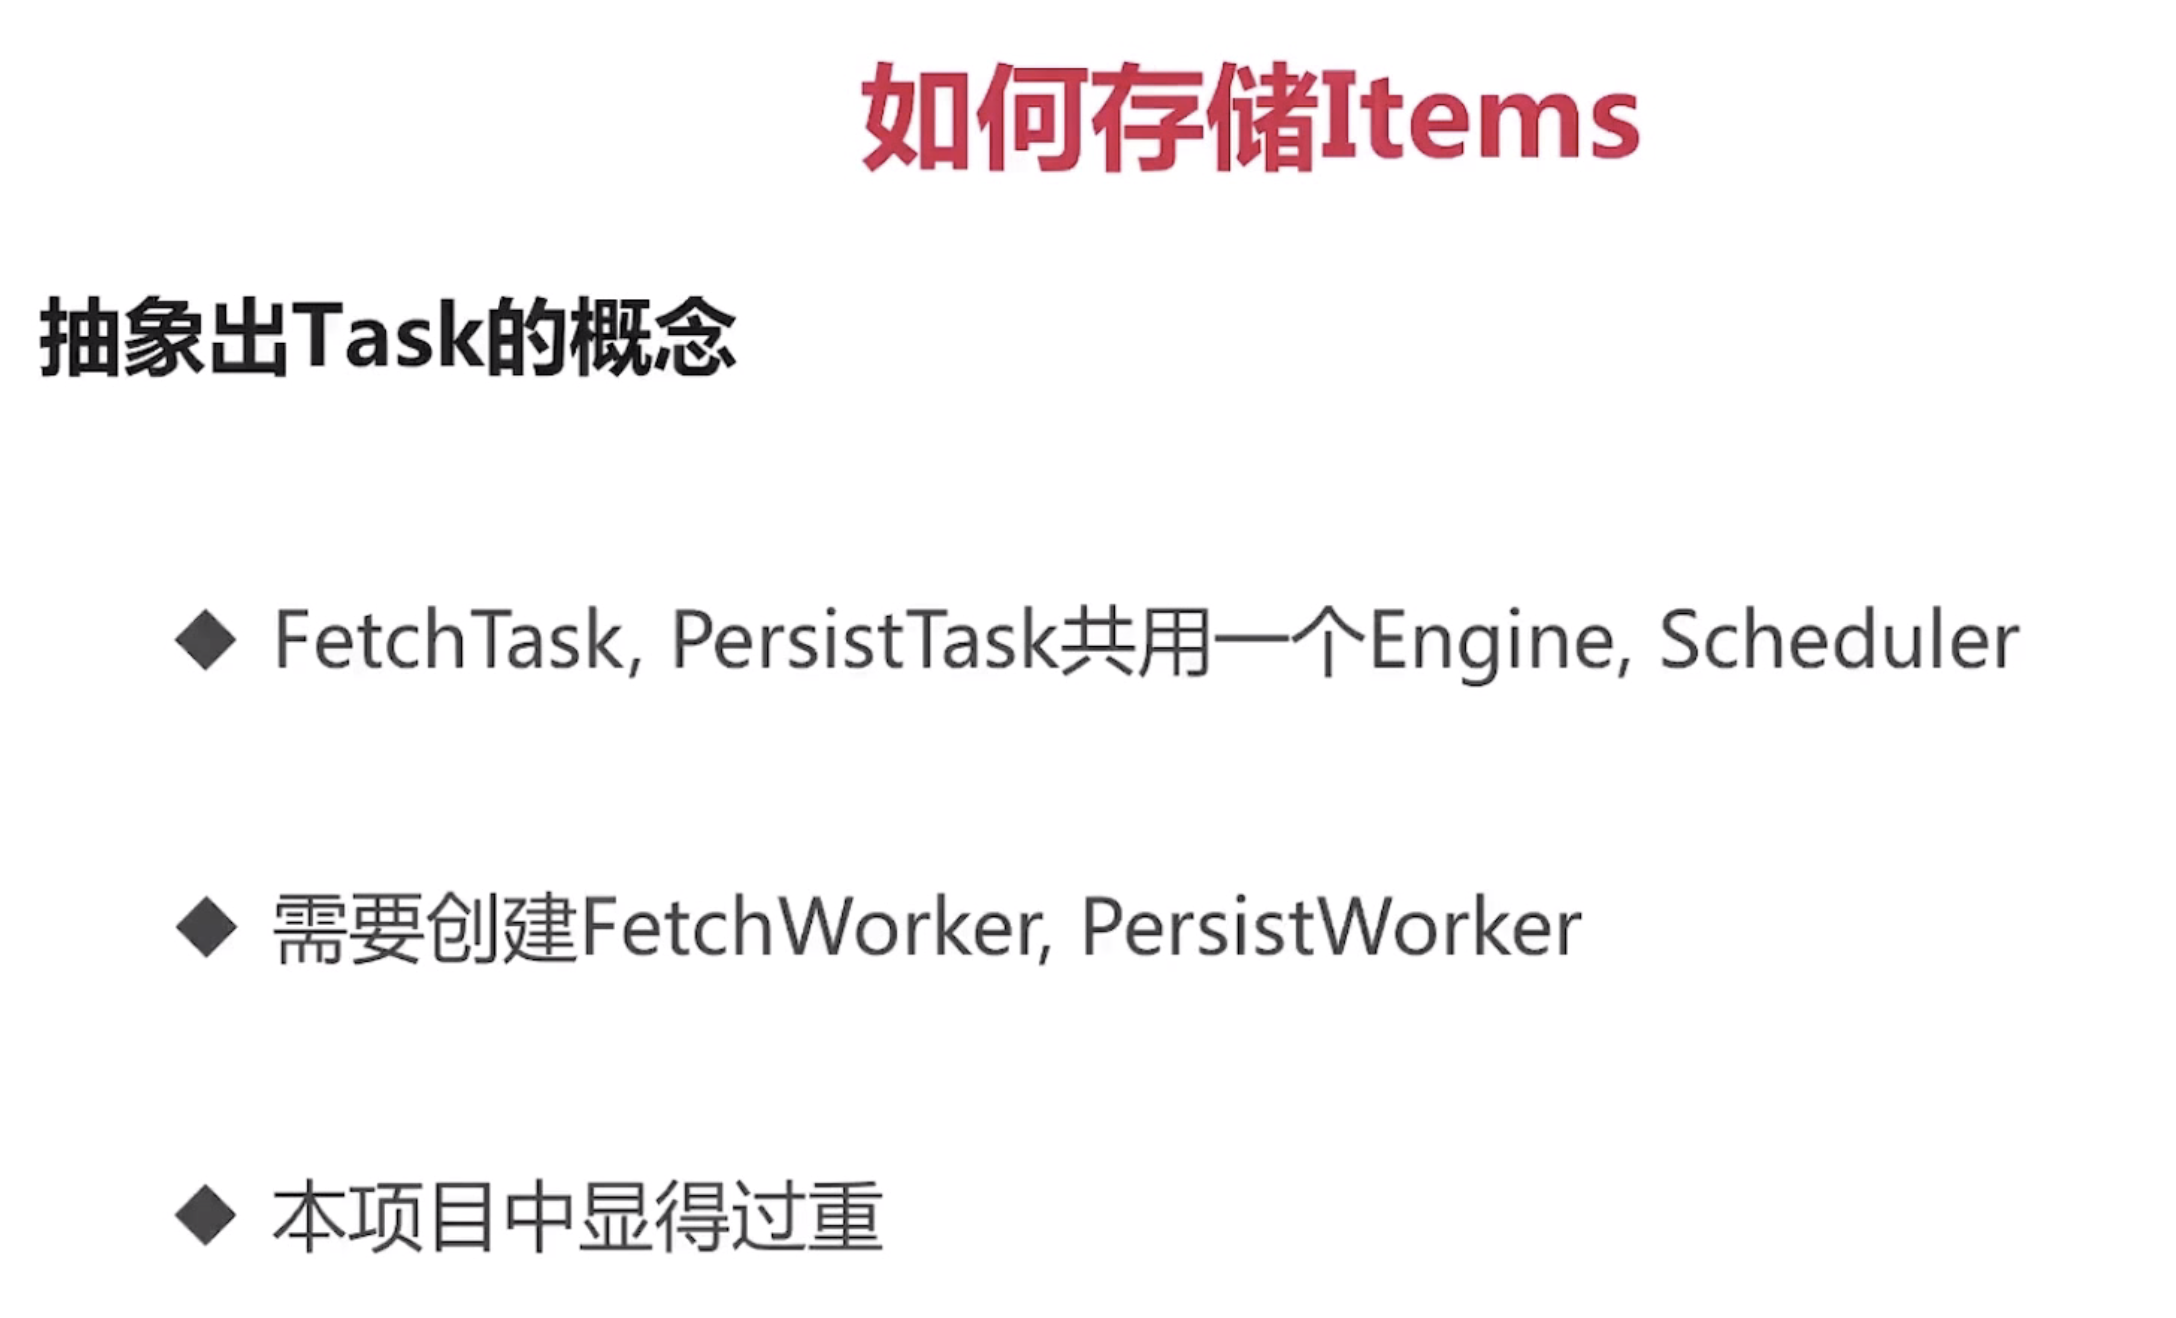 如何存储Items
抽象出Task的概念
◆ FetchTask, PersistTask共用一个Engine, Scheduler
◆ 需要创建FetchWorker, PersistWorker
◆ 本项目中显得过重